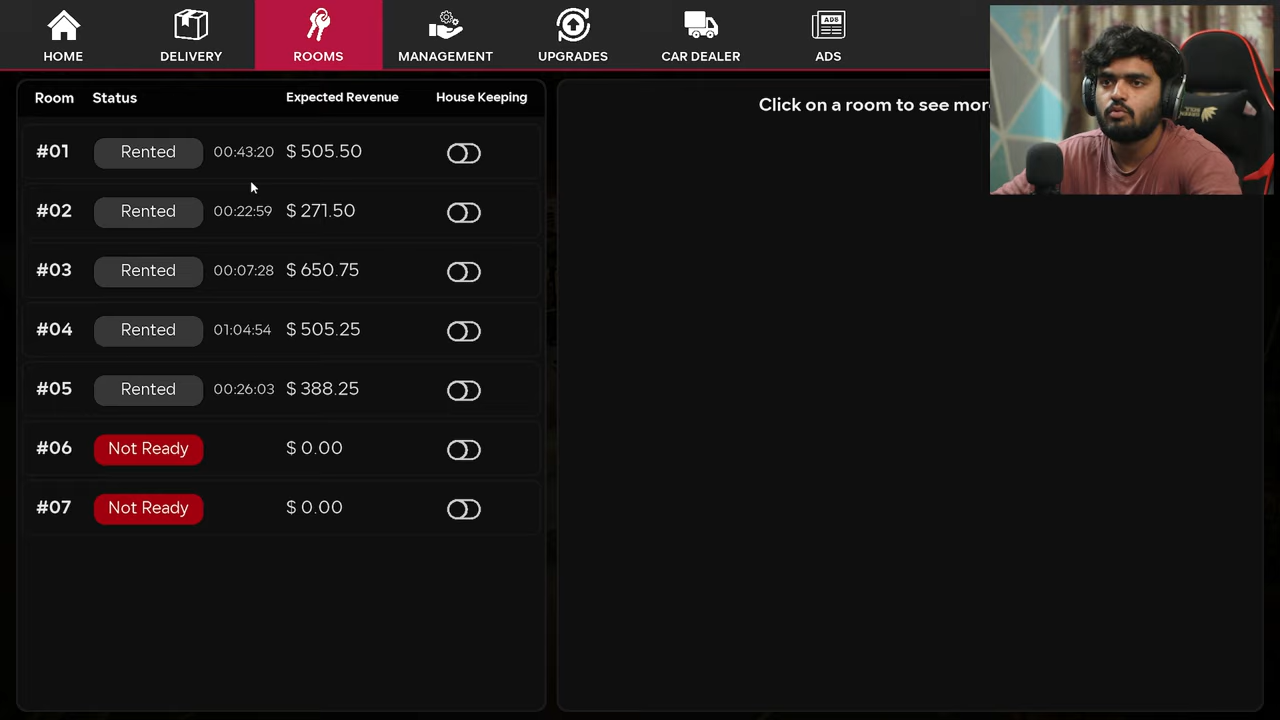 HOME DELIVERY ROOMS MANAGEMENT UPGRADES CAR DEALER ADS
Room Status Expected Revenue House Keeping
#01 Rented 00:43:20 $ 505.50
#02 Rented 00:22:59 $ 271.50
#03 Rented 00:07:28 $ 650.75
#04 Rented 01:04:54 $ 505.25
#05 Rented 00:26:03 $ 388.25
#06 Not Ready $ 0.00
#07 Not Ready $ 0.00
Click on a room to see mor
ADS